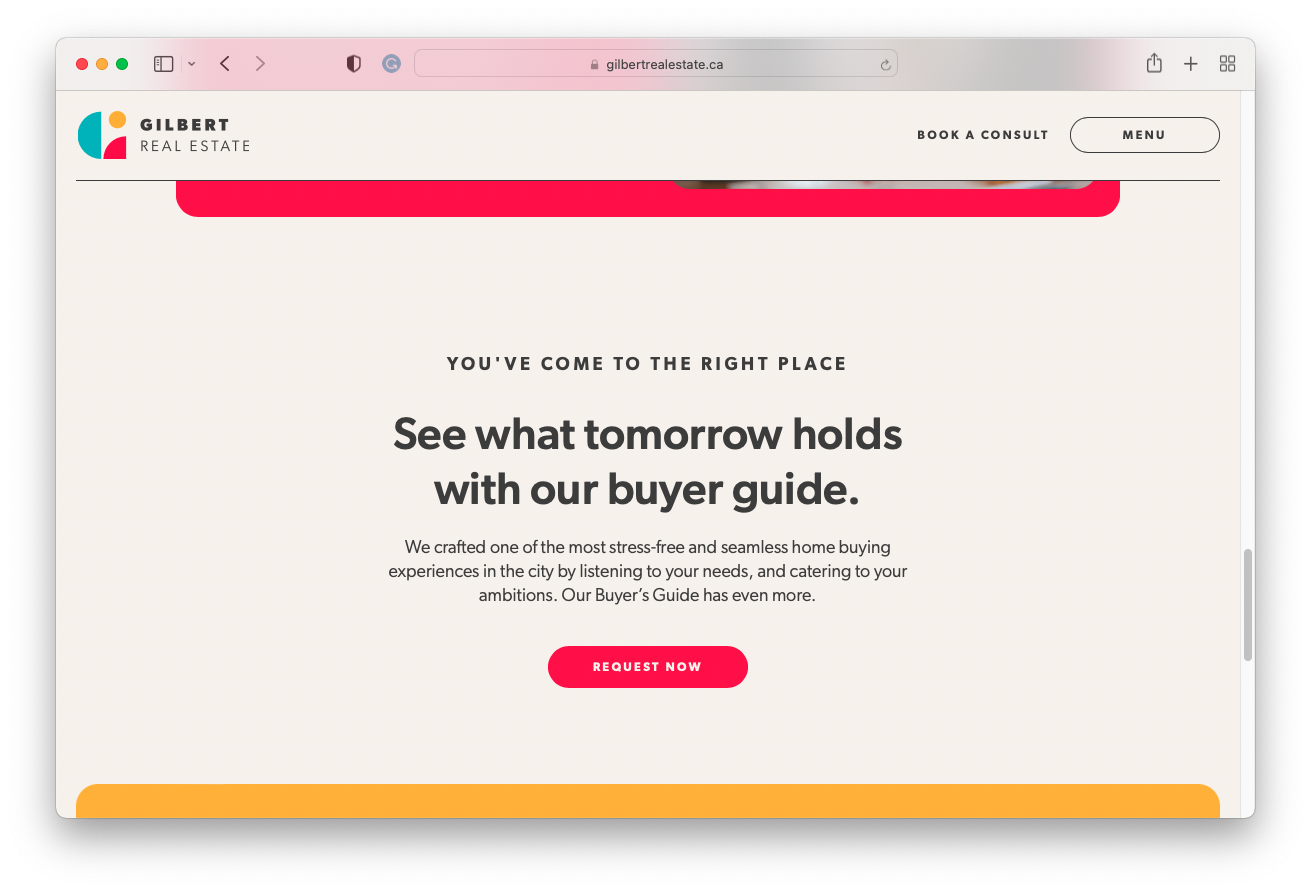 gilbertrealestate.ca
GILBERT
REAL ESTATE
BOOK A CONSULT
MENU
YOU'VE COME TO THE RIGHT PLACE
See what tomorrow holds
with our buyer guide.
We crafted one of the most stress-free and seamless home buying
experiences in the city by listening to your needs, and catering to your
ambitions. Our Buyer’s Guide has even more.
REQUEST NOW